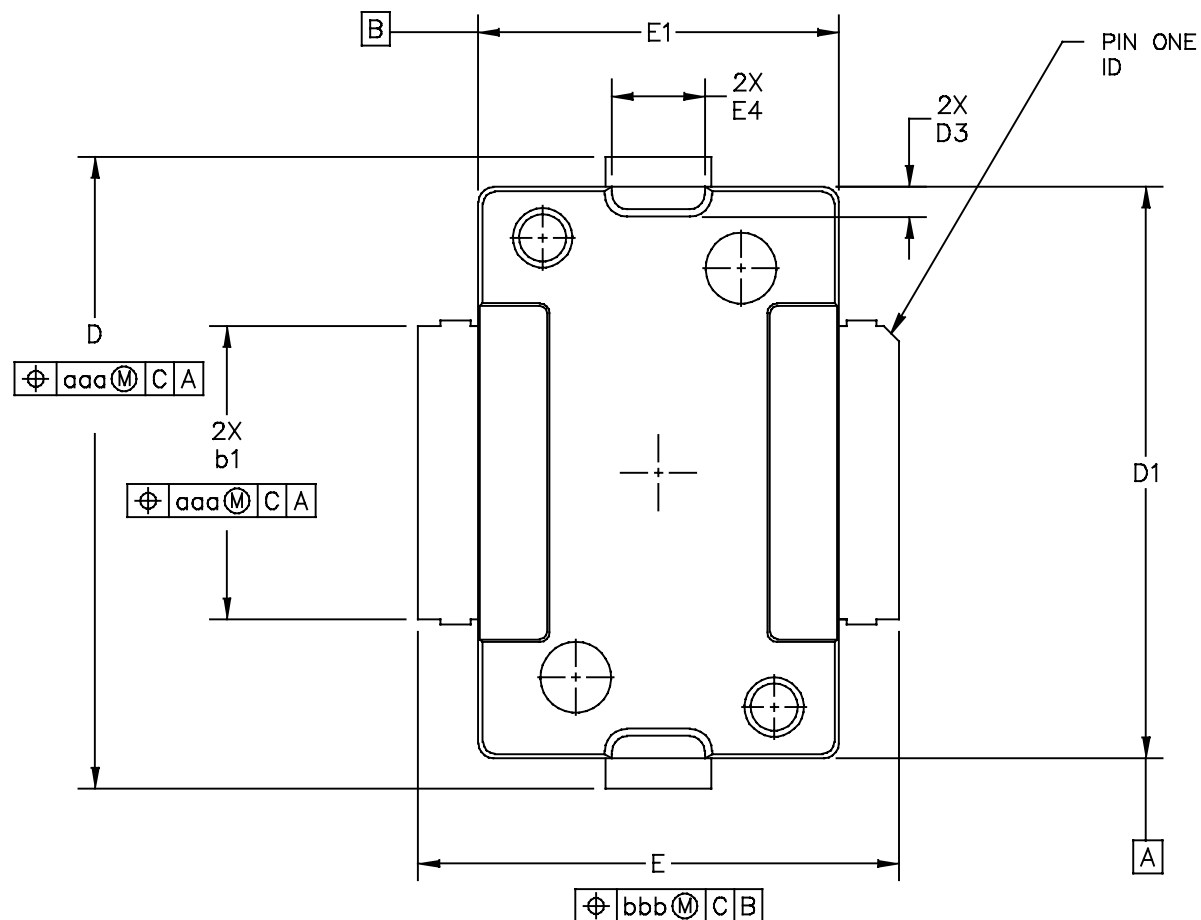 B
E1
PIN ONE
ID
2X
E4
2X
D3
D
⌖ aaa Ⓜ C A
2X
b1
⌖ aaa Ⓜ C A
D1
E
⌖ bbb Ⓜ C B
A